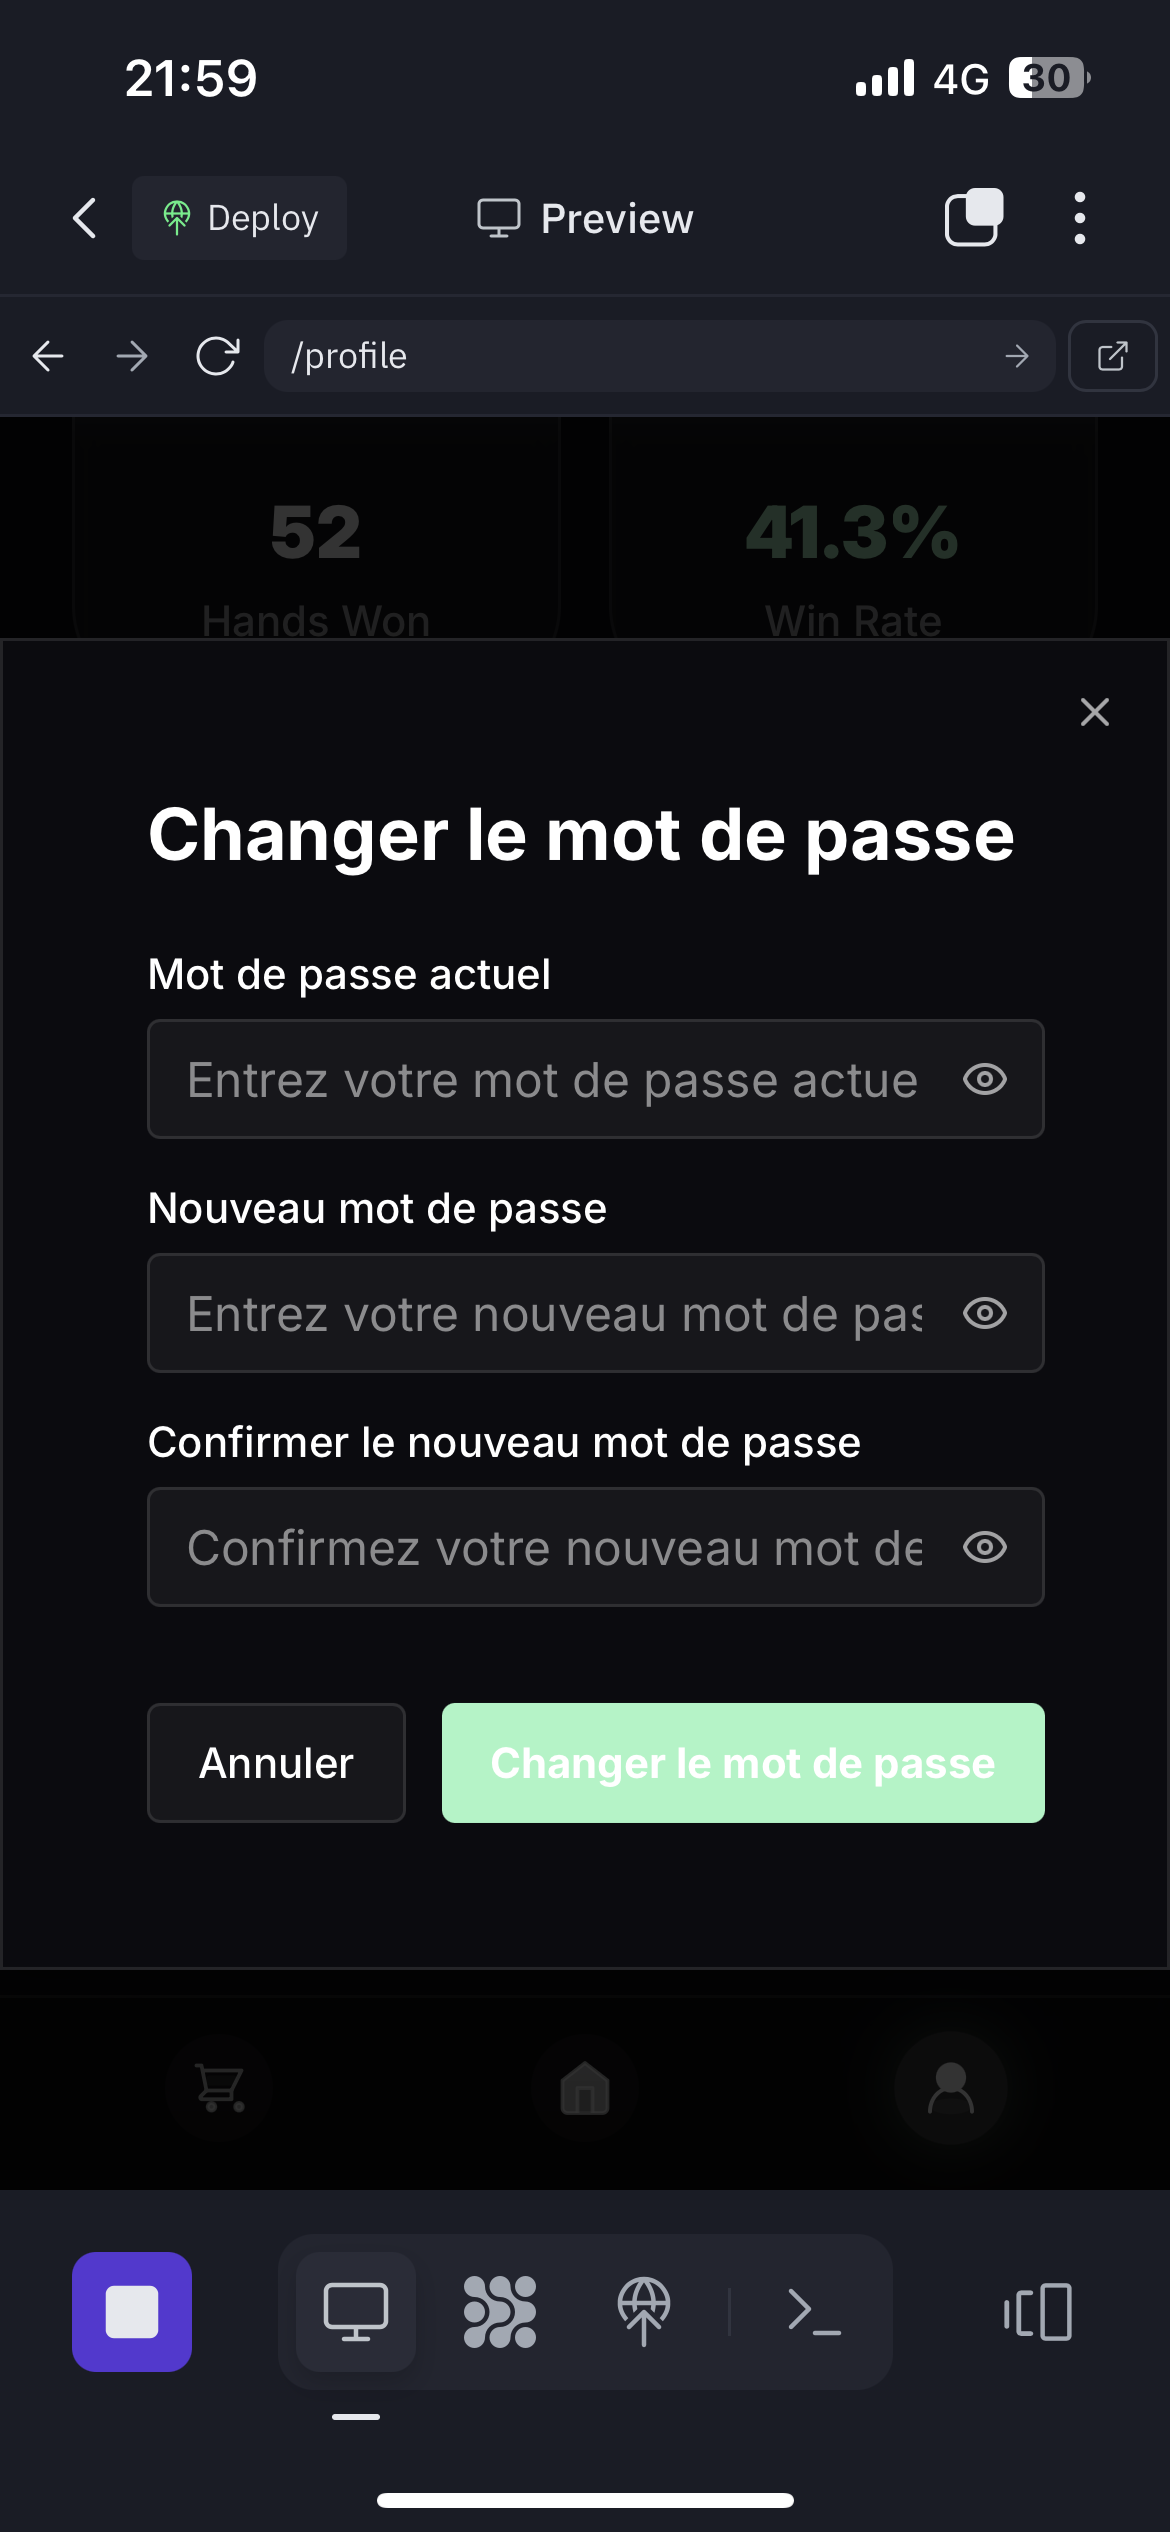 21:59
4G 30
Deploy
Preview
/profile
52
41.3%
Hands Won
Win Rate
Changer le mot de passe
Mot de passe actuel
Entrez votre mot de passe actue
Nouveau mot de passe
Entrez votre nouveau mot de pas
Confirmer le nouveau mot de passe
Confirmez votre nouveau mot de
Annuler
Changer le mot de passe